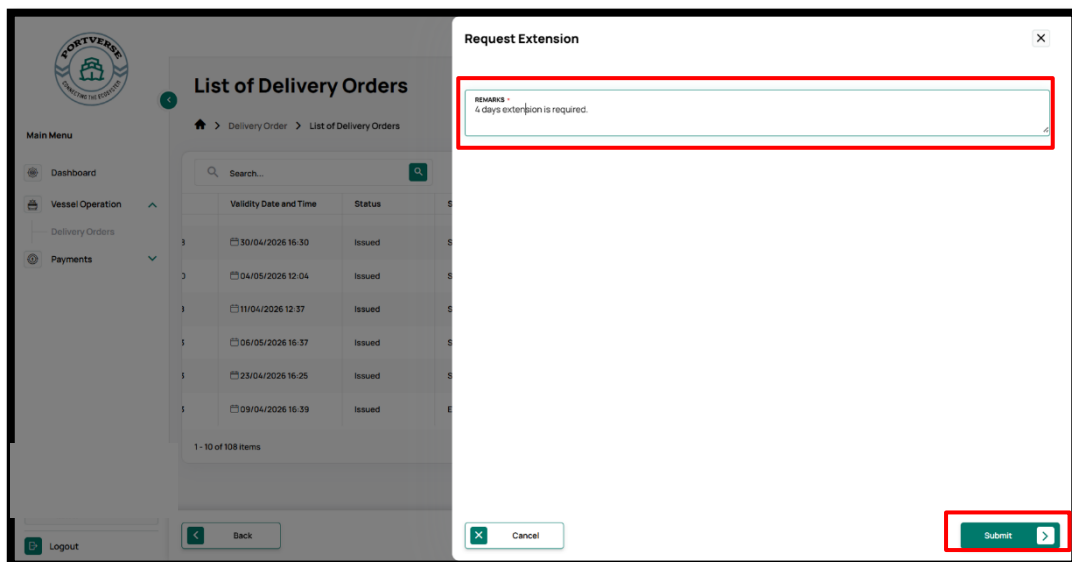 PORTVERSE
CONNECTING THE ECOSYSTEM
Main Menu
Dashboard
Vessel Operation
Delivery Orders
Payments
Logout
List of Delivery Orders
> Delivery Order > List of Delivery Orders
Search...
Validity Date and Time Status S
30/04/2026 16:30 Issued S
04/05/2026 12:04 Issued S
11/04/2026 12:37 Issued S
06/05/2026 16:37 Issued S
23/04/2026 16:25 Issued S
09/04/2026 16:39 Issued E
1 - 10 of 108 items
Back
Request Extension
REMARKS *
4 days extension is required.
Cancel
Submit